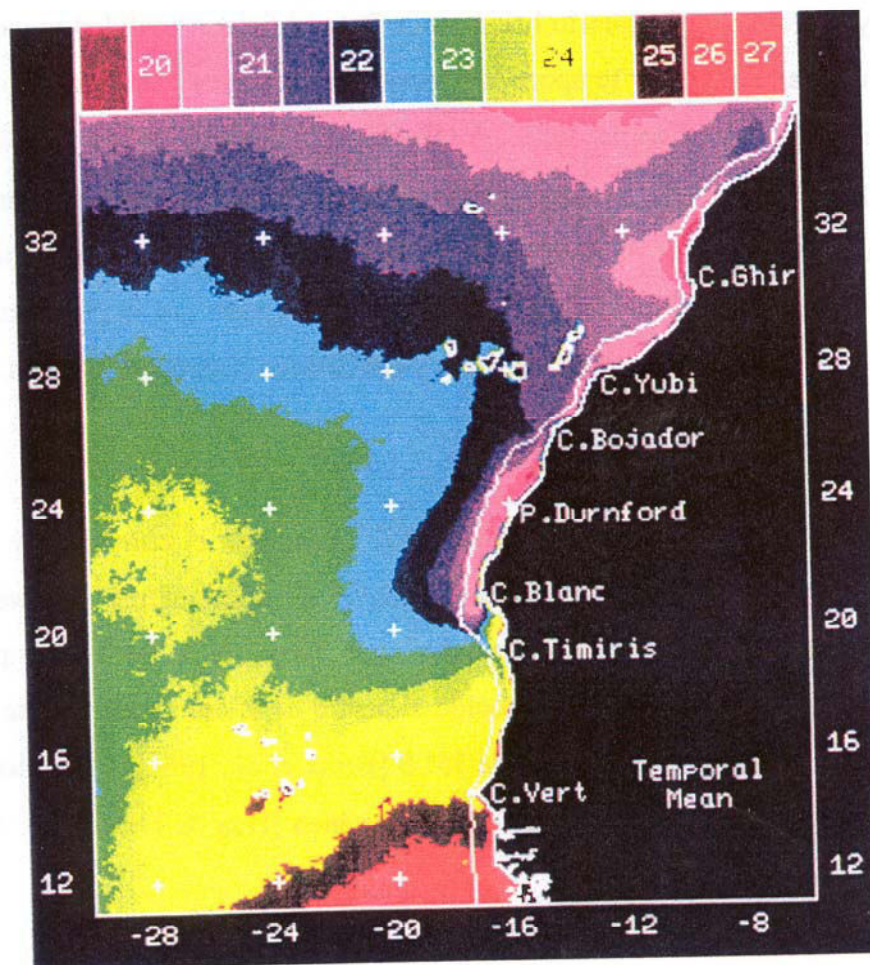 20 21 22 23 24 25 26 27
32 32
C.Ghir
28 28
C.Yubi
C.Bojador
24 24
P.Durnford
C.Blanc
20 20
C.Timiris
16 16
Temporal
Mean
C.Vert
12 12
-28 -24 -20 -16 -12 -8